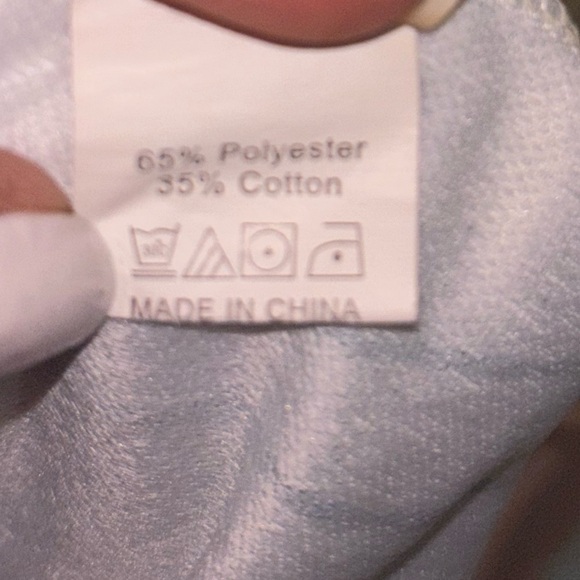 65% Polyester
35% Cotton
MADE IN CHINA